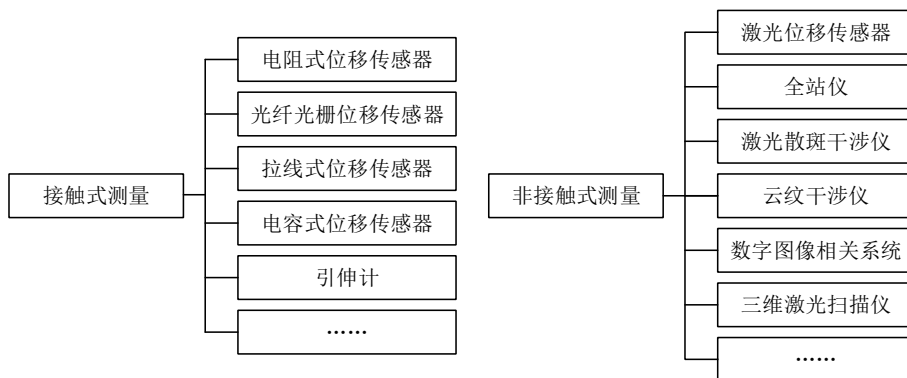 接触式测量
电阻式位移传感器
光纤光栅位移传感器
拉线式位移传感器
电容式位移传感器
引伸计
……
非接触式测量
激光位移传感器
全站仪
激光散斑干涉仪
云纹干涉仪
数字图像相关系统
三维激光扫描仪
……